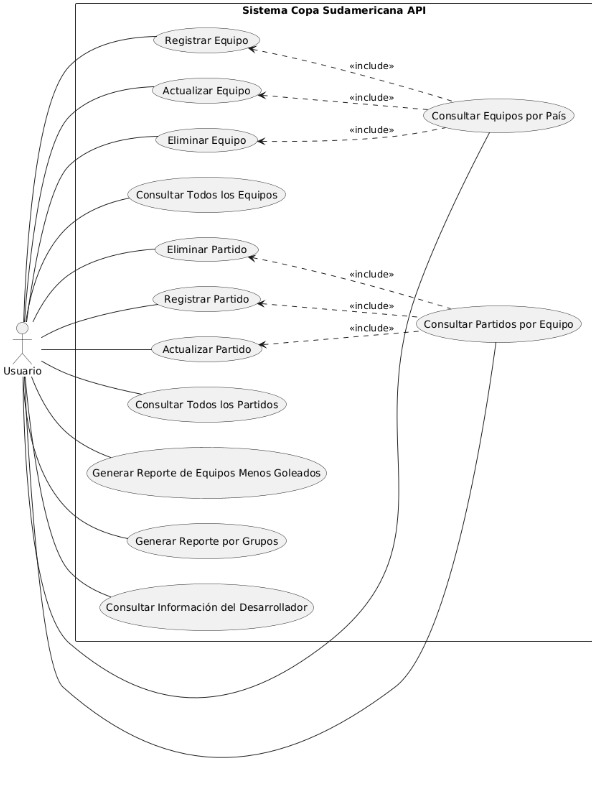 Sistema Copa Sudamericana API
Registrar Equipo
«include»
Actualizar Equipo
«include»
Consultar Equipos por País
«include»
Eliminar Equipo
Consultar Todos los Equipos
Eliminar Partido
«include»
Registrar Partido
«include»
Consultar Partidos por Equipo
«include»
Actualizar Partido
Usuario
Consultar Todos los Partidos
Generar Reporte de Equipos Menos Goleados
Generar Reporte por Grupos
Consultar Información del Desarrollador